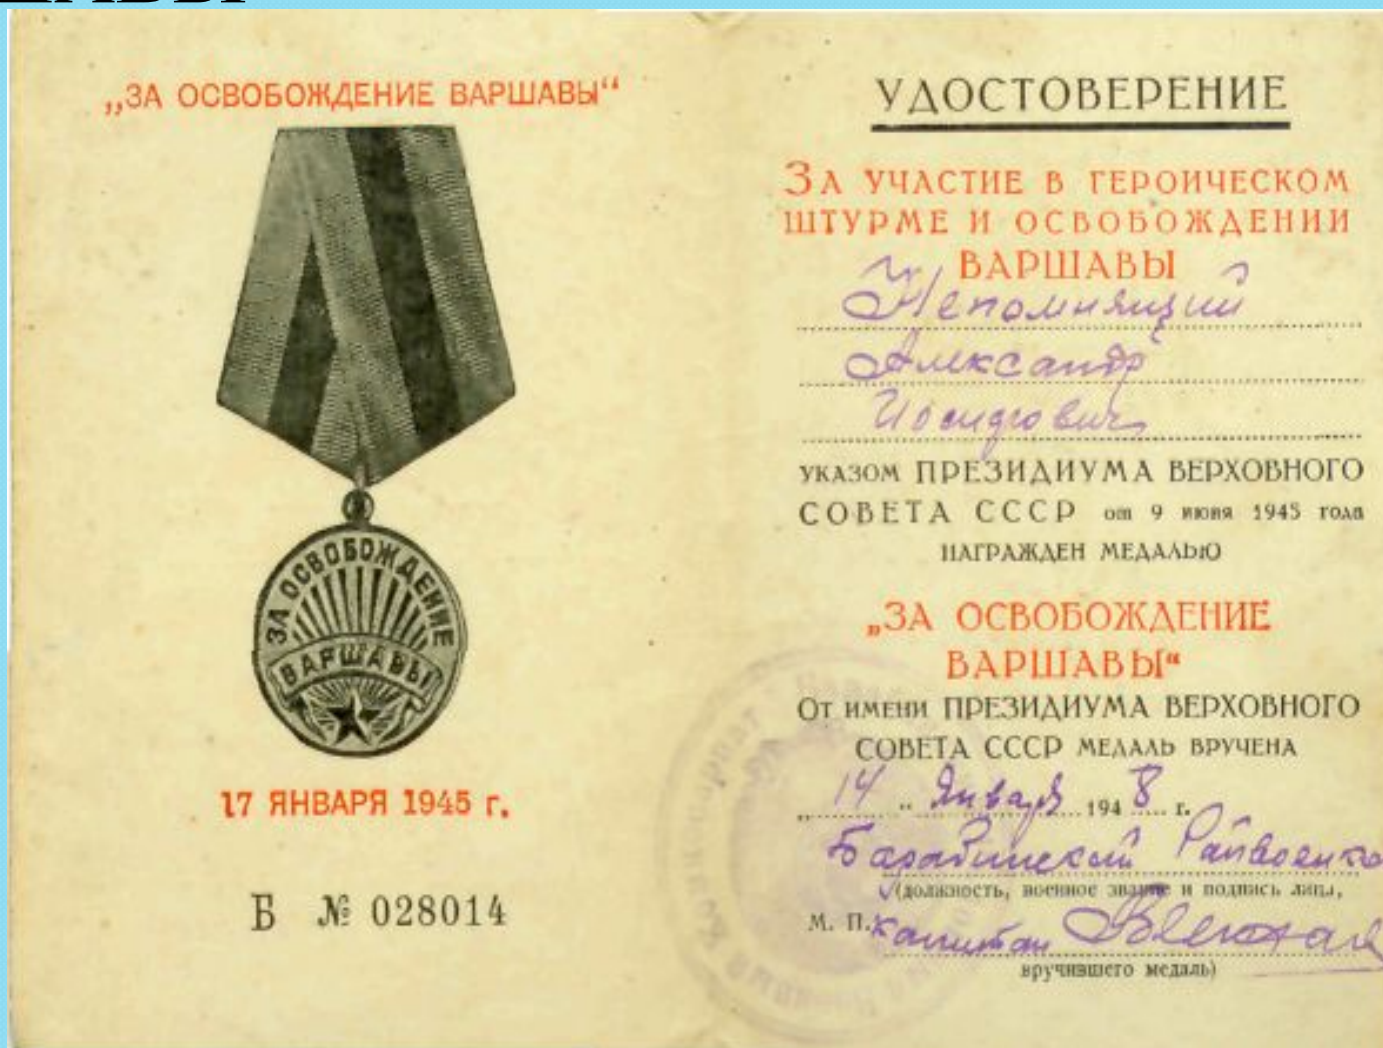 „ЗА ОСВОБОЖДЕНИЕ ВАРШАВЫ“
ЗА ОСВОБОЖДЕНИЕ
ВАРШАВЫ
17 ЯНВАРЯ 1945 г.
Б № 028014
УДОСТОВЕРЕНИЕ
ЗА УЧАСТИЕ В ГЕРОИЧЕСКОМ
ШТУРМЕ И ОСВОБОЖДЕНИИ
ВАРШАВЫ
Непомнящий
Александр
Иосифович
УКАЗОМ ПРЕЗИДИУМА ВЕРХОВНОГО
СОВЕТА СССР от 9 июня 1945 года
НАГРАЖДЕН МЕДАЛЬЮ
„ЗА ОСВОБОЖДЕНИЕ
ВАРШАВЫ“
ОТ ИМЕНИ ПРЕЗИДИУМА ВЕРХОВНОГО
СОВЕТА СССР МЕДАЛЬ ВРУЧЕНА
„14“ Января 1948 г.
Барабинский Райвоенко
(должность, военное звание и подпись лица,
М. П. капитан
вручившего медаль)